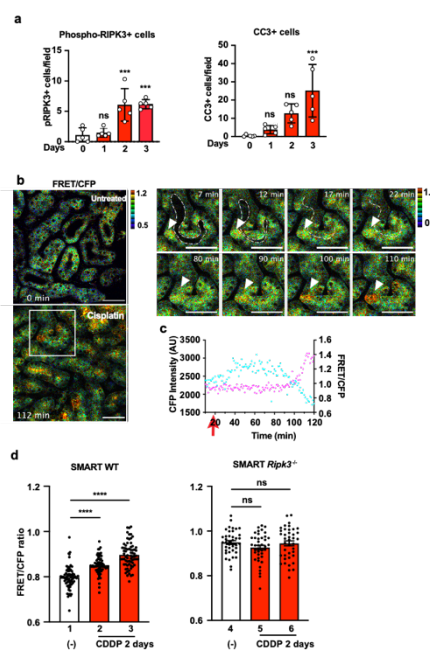 a
Phospho-RIPK3+ cells
pRIPK3+ cells/field
15
10
5
0
ns
***
***
Days 0 1 2 3
CC3+ cells
CC3+ cells/field
50
40
30
20
10
0
ns
ns
***
Days 0 1 2 3
b
FRET/CFP
Untreated
0 min
1.2
0.5
Cisplatin
112 min
7 min
12 min
17 min
22 min
80 min
90 min
100 min
110 min
c
CFP Intensity (AU)
3500
3000
2500
2000
1500
0 20 40 60 80 100 120
Time (min)
1.4
1.2
1.0
0.8
0.6
FRET/CFP
d
SMART WT
FRET/CFP ratio
1.2
1.0
0.8
0.6
****
****
1 2 3
(-) CDDP 2 days
SMART Ripk3-/-
1.2
1.0
0.8
0.6
ns
ns
4 5 6
(-) CDDP 2 days